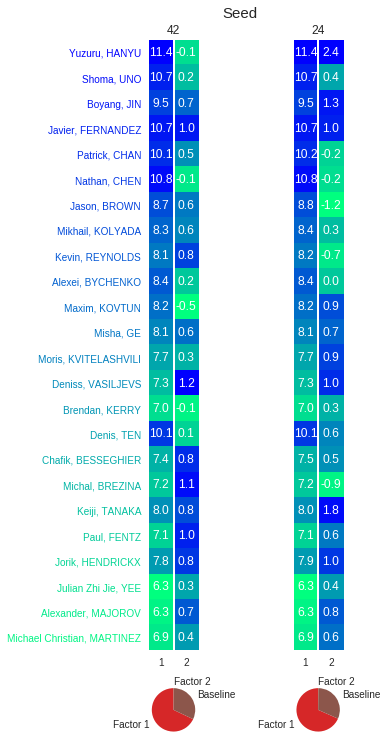 Seed
42 24
Yuzuru, HANYU 11.4 -0.1 11.4 2.4
Shoma, UNO 10.7 0.2 10.7 0.4
Boyang, JIN 9.5 0.7 9.5 1.3
Javier, FERNANDEZ 10.7 1.0 10.7 1.0
Patrick, CHAN 10.1 0.5 10.2 -0.2
Nathan, CHEN 10.8 -0.1 10.8 -0.2
Jason, BROWN 8.7 0.6 8.8 -1.2
Mikhail, KOLYADA 8.3 0.6 8.4 0.3
Kevin, REYNOLDS 8.1 0.8 8.2 -0.7
Alexei, BYCHENKO 8.4 0.2 8.4 0.0
Maxim, KOVTUN 8.2 -0.5 8.2 0.9
Misha, GE 8.1 0.6 8.1 0.7
Moris, KVITELASHVILI 7.7 0.3 7.7 0.9
Deniss, VASILJEVS 7.3 1.2 7.3 1.0
Brendan, KERRY 7.0 -0.1 7.0 0.3
Denis, TEN 10.1 0.1 10.1 0.6
Chafik, BESSEGHIER 7.4 0.8 7.5 0.5
Michal, BREZINA 7.2 1.1 7.2 -0.9
Keiji, TANAKA 8.0 0.8 8.0 1.8
Paul, FENTZ 7.1 1.0 7.1 0.6
Jorik, HENDRICKX 7.8 0.8 7.9 1.0
Julian Zhi Jie, YEE 6.3 0.3 6.3 0.4
Alexander, MAJOROV 6.3 0.7 6.3 0.8
Michael Christian, MARTINEZ 6.9 0.4 6.9 0.6
1 2 1 2
Factor 2 Factor 2
Baseline Baseline
Factor 1 Factor 1